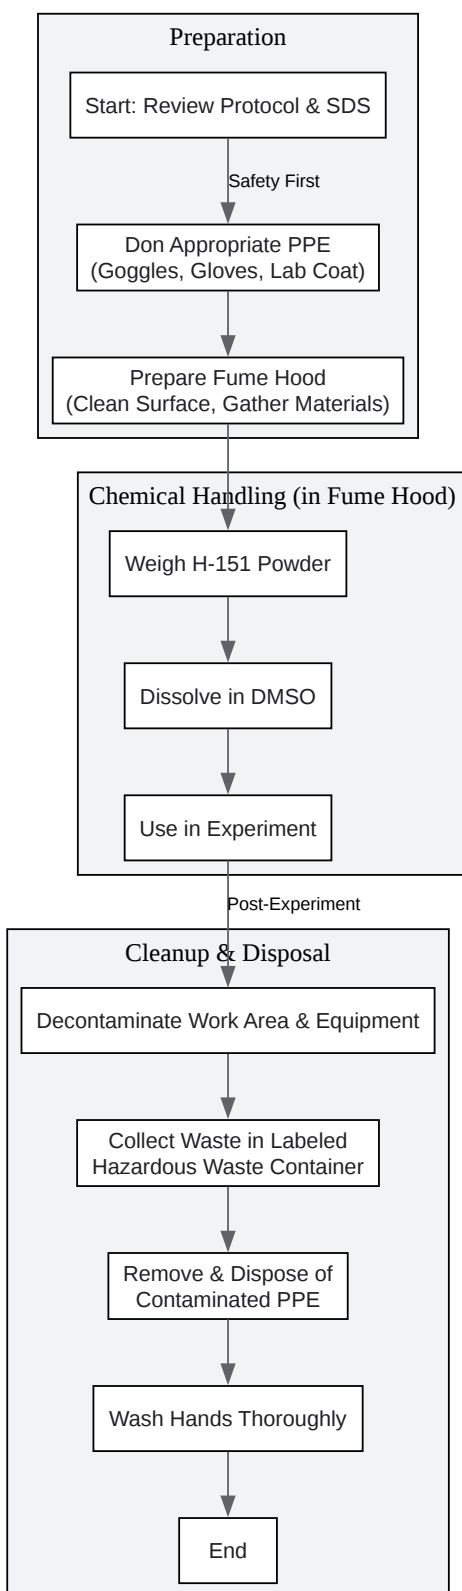 Preparation
Start: Review Protocol & SDS
Safety First
Don Appropriate PPE
(Goggles, Gloves, Lab Coat)
Prepare Fume Hood
(Clean Surface, Gather Materials)
Chemical Handling (in Fume Hood)
Weigh H-151 Powder
Dissolve in DMSO
Use in Experiment
Post-Experiment
Cleanup & Disposal
Decontaminate Work Area & Equipment
Collect Waste in Labeled
Hazardous Waste Container
Remove & Dispose of
Contaminated PPE
Wash Hands Thoroughly
End